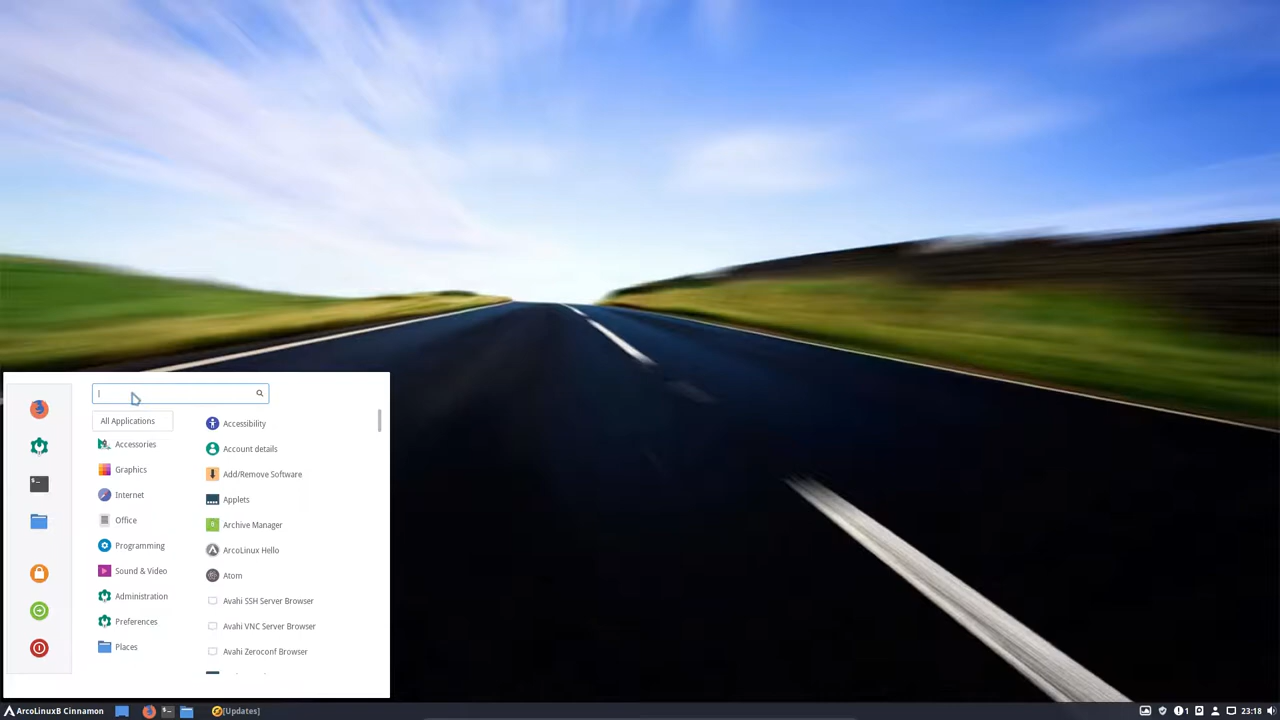 All Applications
Accessories
Graphics
Internet
Office
Programming
Sound & Video
Administration
Preferences
Places
Accessibility
Account details
Add/Remove Software
Applets
Archive Manager
ArcoLinux Hello
Atom
Avahi SSH Server Browser
Avahi VNC Server Browser
Avahi Zeroconf Browser
ArcoLinuxB Cinnamon
[Updates]
1
23:18